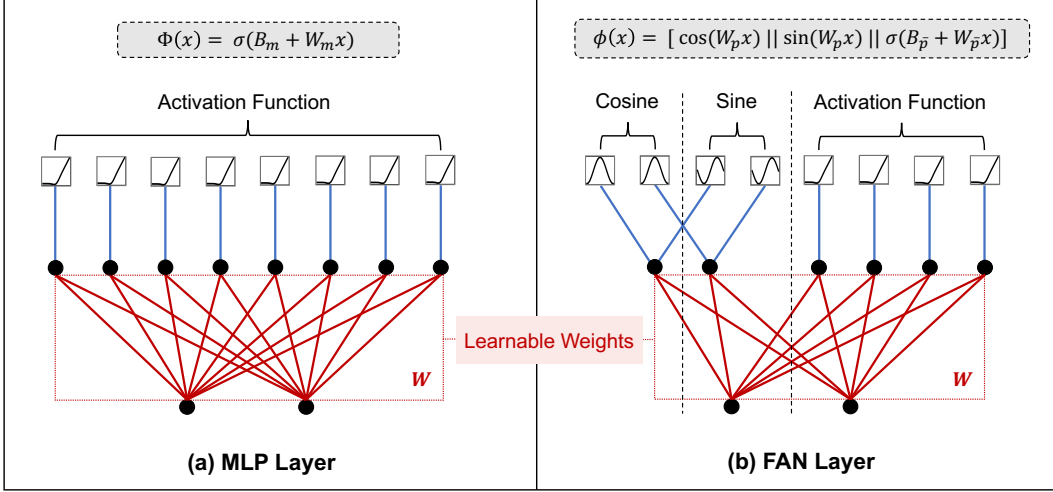 Φ(x) = σ(B_m + W_m x)
Activation Function
W
(a) MLP Layer
Learnable Weights
ϕ(x) = [ cos(W_p x) || sin(W_p x) || σ(B_p̄ + W_p̄ x)]
Cosine Sine Activation Function
W
(b) FAN Layer